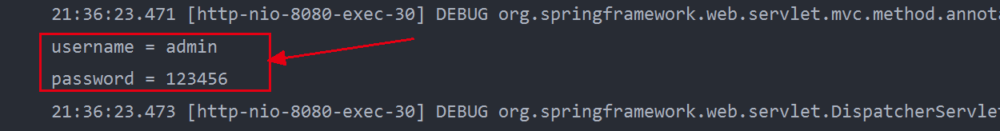 21:36:23.471 [http-nio-8080-exec-30] DEBUG org.springframework.web.servlet.mvc.method.annota
username = admin
password = 123456
21:36:23.473 [http-nio-8080-exec-30] DEBUG org.springframework.web.servlet.DispatcherServlet